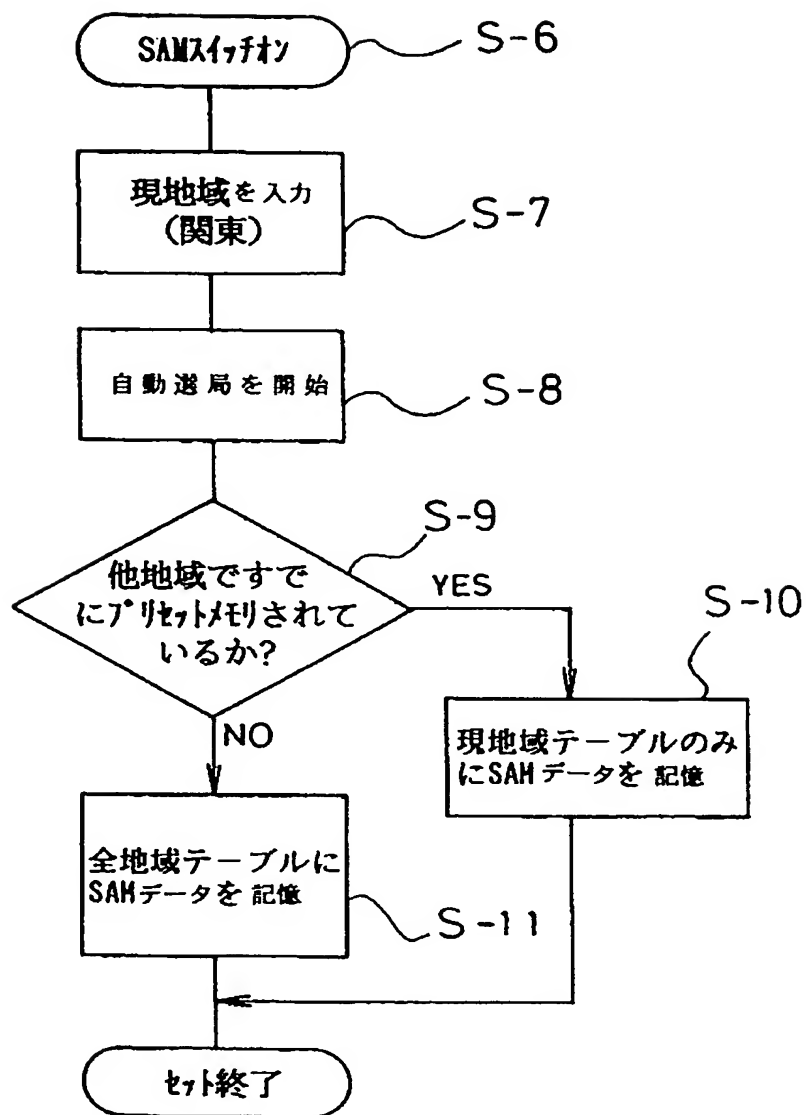 SAMスイッチオン
S-6
現地域を入力
(関東)
S-7
自動選局を開始
S-8
S-9
他地域ですで
にプリセットメモリされて
いるか?
YES
S-10
NO
現地域テーブルのみ
にSAMデータを記憶
全地域テーブルに
SAMデータを記憶
S-11
セット終了